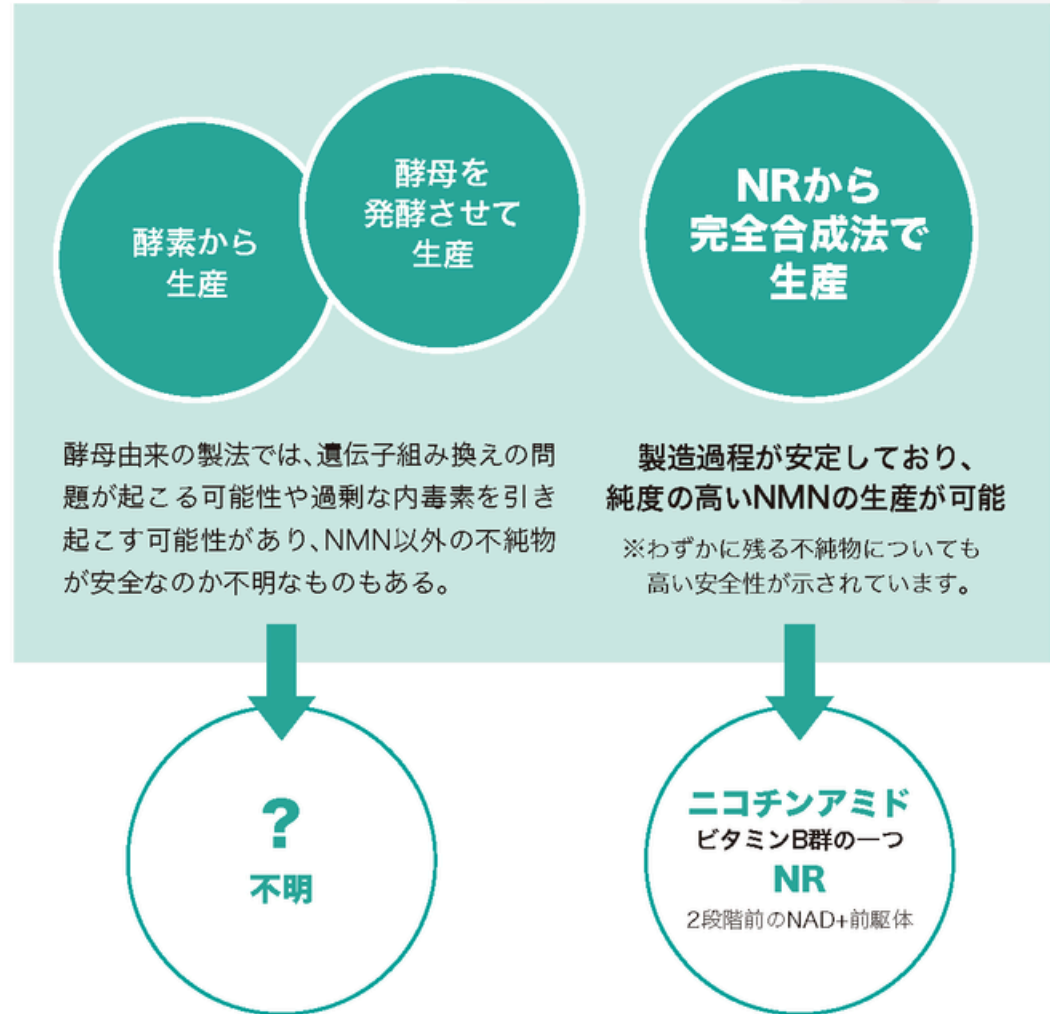 酵素から
生産
酵母を
発酵させて
生産
NRから
完全合成法で
生産
酵母由来の製法では、遺伝子組み換えの問
題が起こる可能性や過剰な内毒素を引き
起こす可能性があり、NMN以外の不純物
が安全なのか不明なものもある。
製造過程が安定しており、
純度の高いNMNの生産が可能
※わずかに残る不純物についても
高い安全性が示されています。
?
不明
ニコチンアミド
ビタミンB群の一つ
NR
2段階前のNAD+前駆体